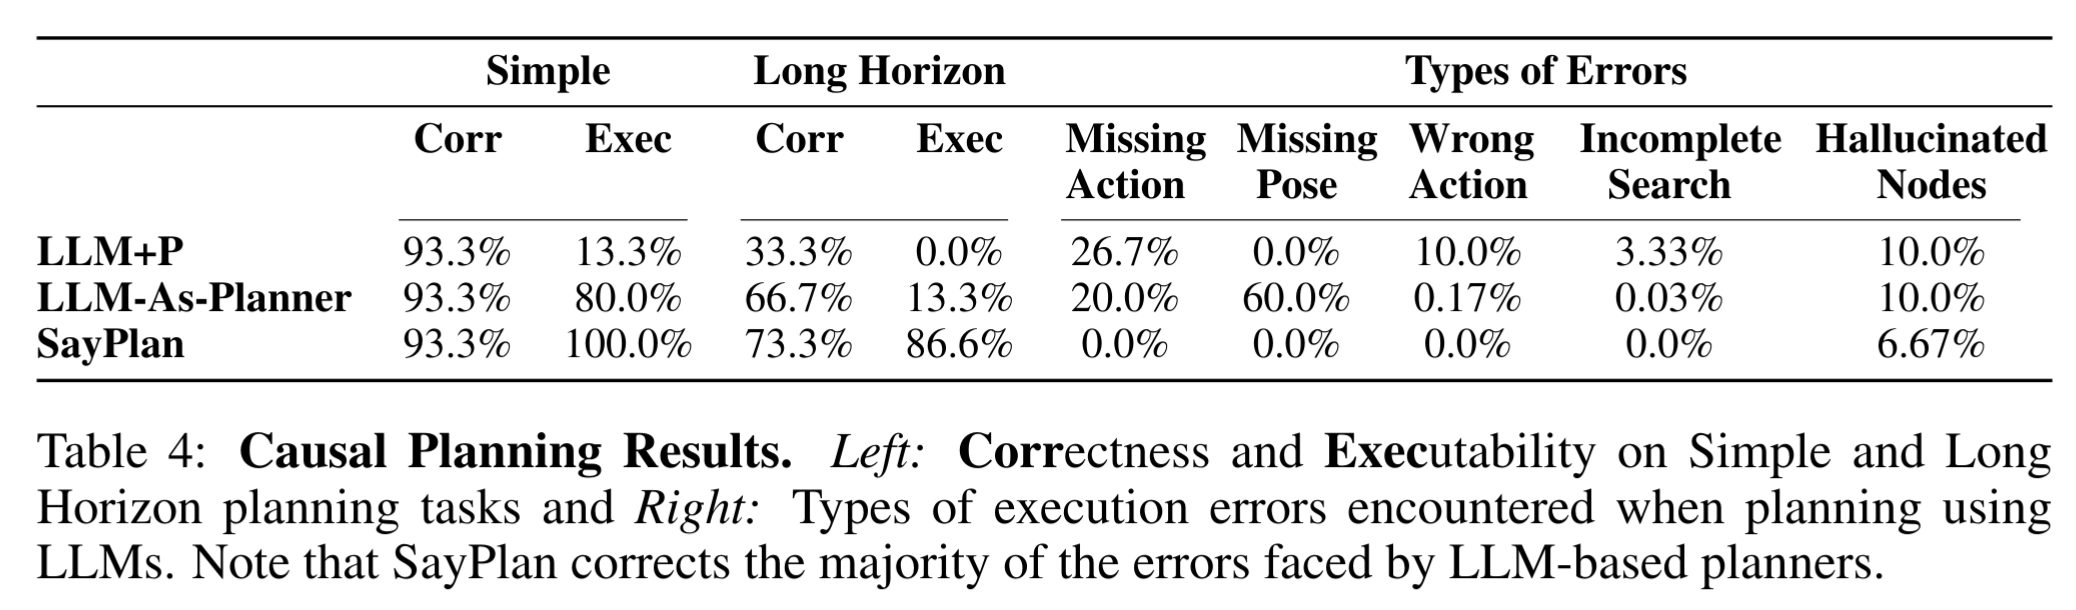 Simple Long Horizon Types of Errors
Corr Exec Corr Exec Missing Action Missing Pose Wrong Action Incomplete Search Hallucinated Nodes
LLM+P 93.3% 13.3% 33.3% 0.0% 26.7% 0.0% 10.0% 3.33% 10.0%
LLM-As-Planner 93.3% 80.0% 66.7% 13.3% 20.0% 60.0% 0.17% 0.03% 10.0%
SayPlan 93.3% 100.0% 73.3% 86.6% 0.0% 0.0% 0.0% 0.0% 6.67%
Table 4: Causal Planning Results. Left: Correctness and Executability on Simple and Long
Horizon planning tasks and Right: Types of execution errors encountered when planning using
LLMs. Note that SayPlan corrects the majority of the errors faced by LLM-based planners.